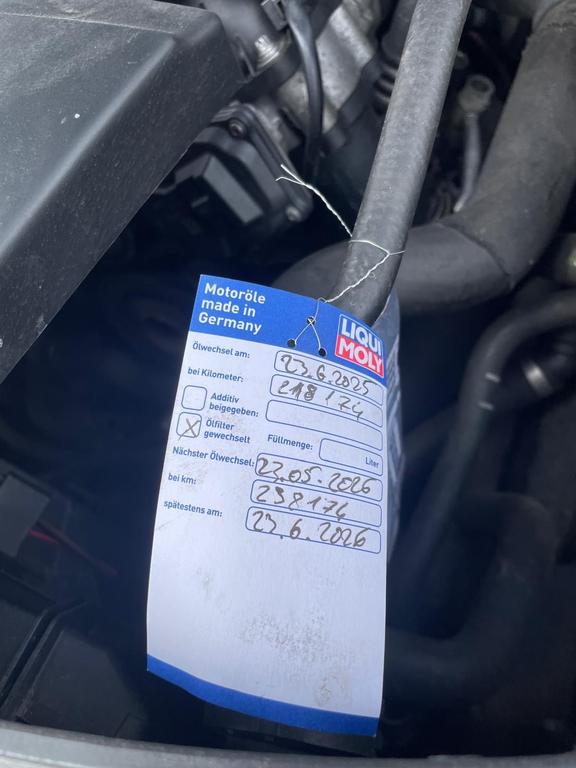 Motoröle
made in
Germany
LIQUI
MOLY
Ölwechsel am: 23.6.2025
bei Kilometer: 218174
Additiv
beigegeben:
Ölfilter
gewechselt
X
Füllmenge: Liter
Nächster Ölwechsel: 23.05.2026
bei km: 238174
spätestens am: 23.6.2026